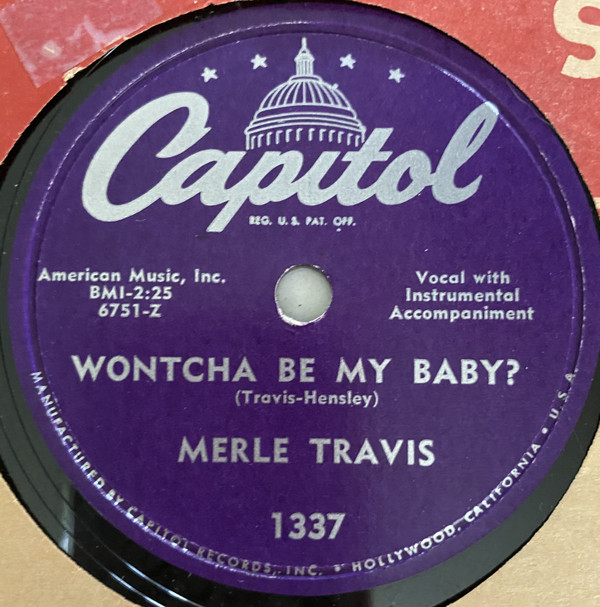 S
Capitol
REG. U.S. PAT. OFF.
American Music, Inc.
BMI-2:25
6751-Z
Vocal with
Instrumental
Accompaniment
WONTCHA BE MY BABY?
(Travis-Hensley)
MERLE TRAVIS
1337
MANUFACTURED BY CAPITOL RECORDS, INC. • HOLLYWOOD, CALIFORNIA • U.S.A.